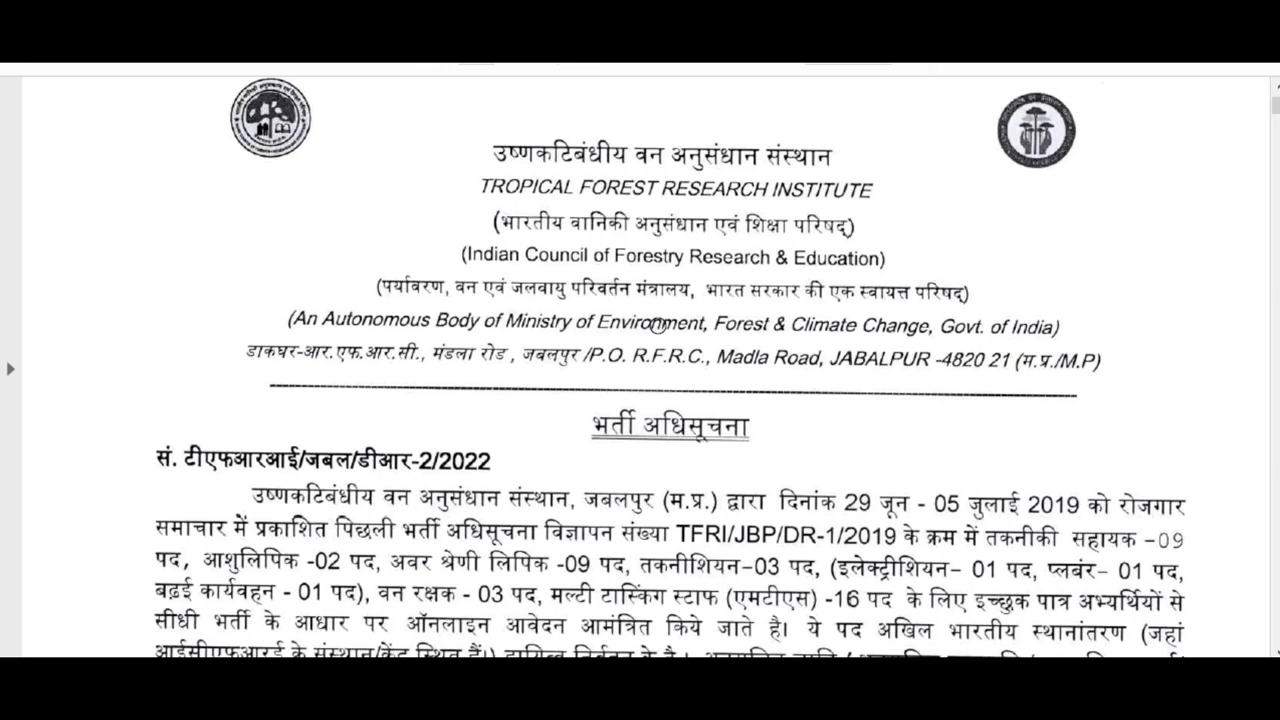 उष्णकटिबंधीय वन अनुसंधान संस्थान
TROPICAL FOREST RESEARCH INSTITUTE
(भारतीय वानिकी अनुसंधान एवं शिक्षा परिषद्)
(Indian Council of Forestry Research & Education)
(पर्यावरण, वन एवं जलवायु परिवर्तन मंत्रालय, भारत सरकार की एक स्वायत्त परिषद्)
(An Autonomous Body of Ministry of Environment, Forest & Climate Change, Govt. of India)
डाकघर-आर.एफ.आर.सी., मंडला रोड, जबलपुर/P.O. R.F.R.C., Madla Road, JABALPUR -4820 21 (म.प्र./M.P)
भर्ती अधिसूचना
सं. टीएफआरआई/जबल/डीआर-2/2022
उष्णकटिबंधीय वन अनुसंधान संस्थान, जबलपुर (म.प्र.) द्वारा दिनांक 29 जून - 05 जुलाई 2019 को रोजगार
समाचार में प्रकाशित पिछली भर्ती अधिसूचना विज्ञापन संख्या TFRI/JBP/DR-1/2019 के क्रम में तकनीकी सहायक -09
पद, आशुलिपिक -02 पद, अवर श्रेणी लिपिक -09 पद, तकनीशियन-03 पद, (इलेक्ट्रीशियन- 01 पद, प्लबंर- 01 पद,
बढ़ई कार्यवहन - 01 पद), वन रक्षक - 03 पद, मल्टी टास्किंग स्टाफ (एमटीएस) -16 पद के लिए इच्छुक पात्र अभ्यर्थियों से
सीधी भर्ती के आधार पर ऑनलाइन आवेदन आमंत्रित किये जाते है। ये पद अखिल भारतीय स्थानांतरण (जहां
आईसीएफआरई के संस्थान/केंद्र स्थित हैं।) दायित्व निर्वहन के है।